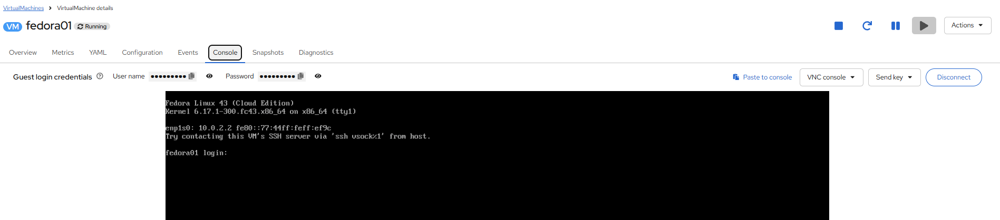 VirtualMachines > VirtualMachine details
VM fedora01 Running
Actions
Overview Metrics YAML Configuration Events Console Snapshots Diagnostics
Guest login credentials User name ●●●●●●●●● Password ●●●●●●●●● Paste to console VNC console Send key Disconnect
Fedora Linux 43 (Cloud Edition)
Kernel 6.17.1-300.fc43.x86_64 on x86_64 (tty1)
enp1s0: 10.0.2.2 fe80::77:44ff:feff:ef9c
Try contacting this VM's SSH server via 'ssh vsock%1' from host.
fedora01 login: